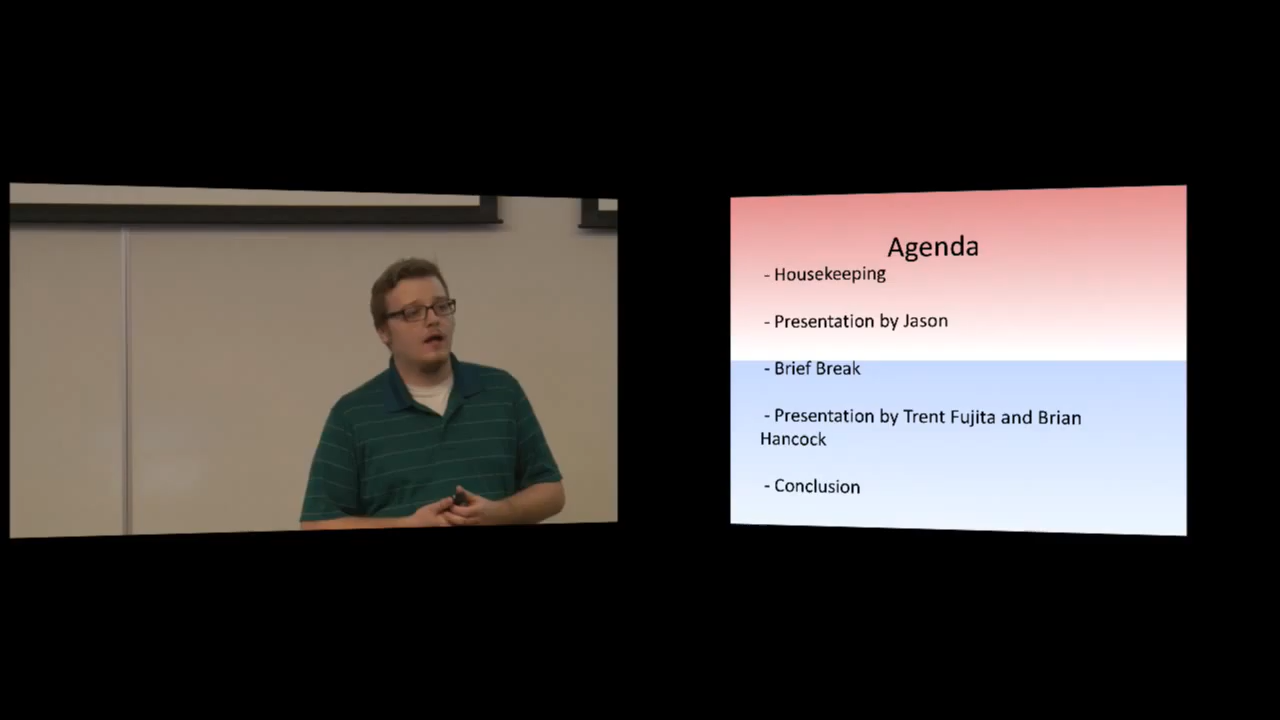 Agenda
- Housekeeping
- Presentation by Jason
- Brief Break
- Presentation by Trent Fujita and Brian
Hancock
- Conclusion